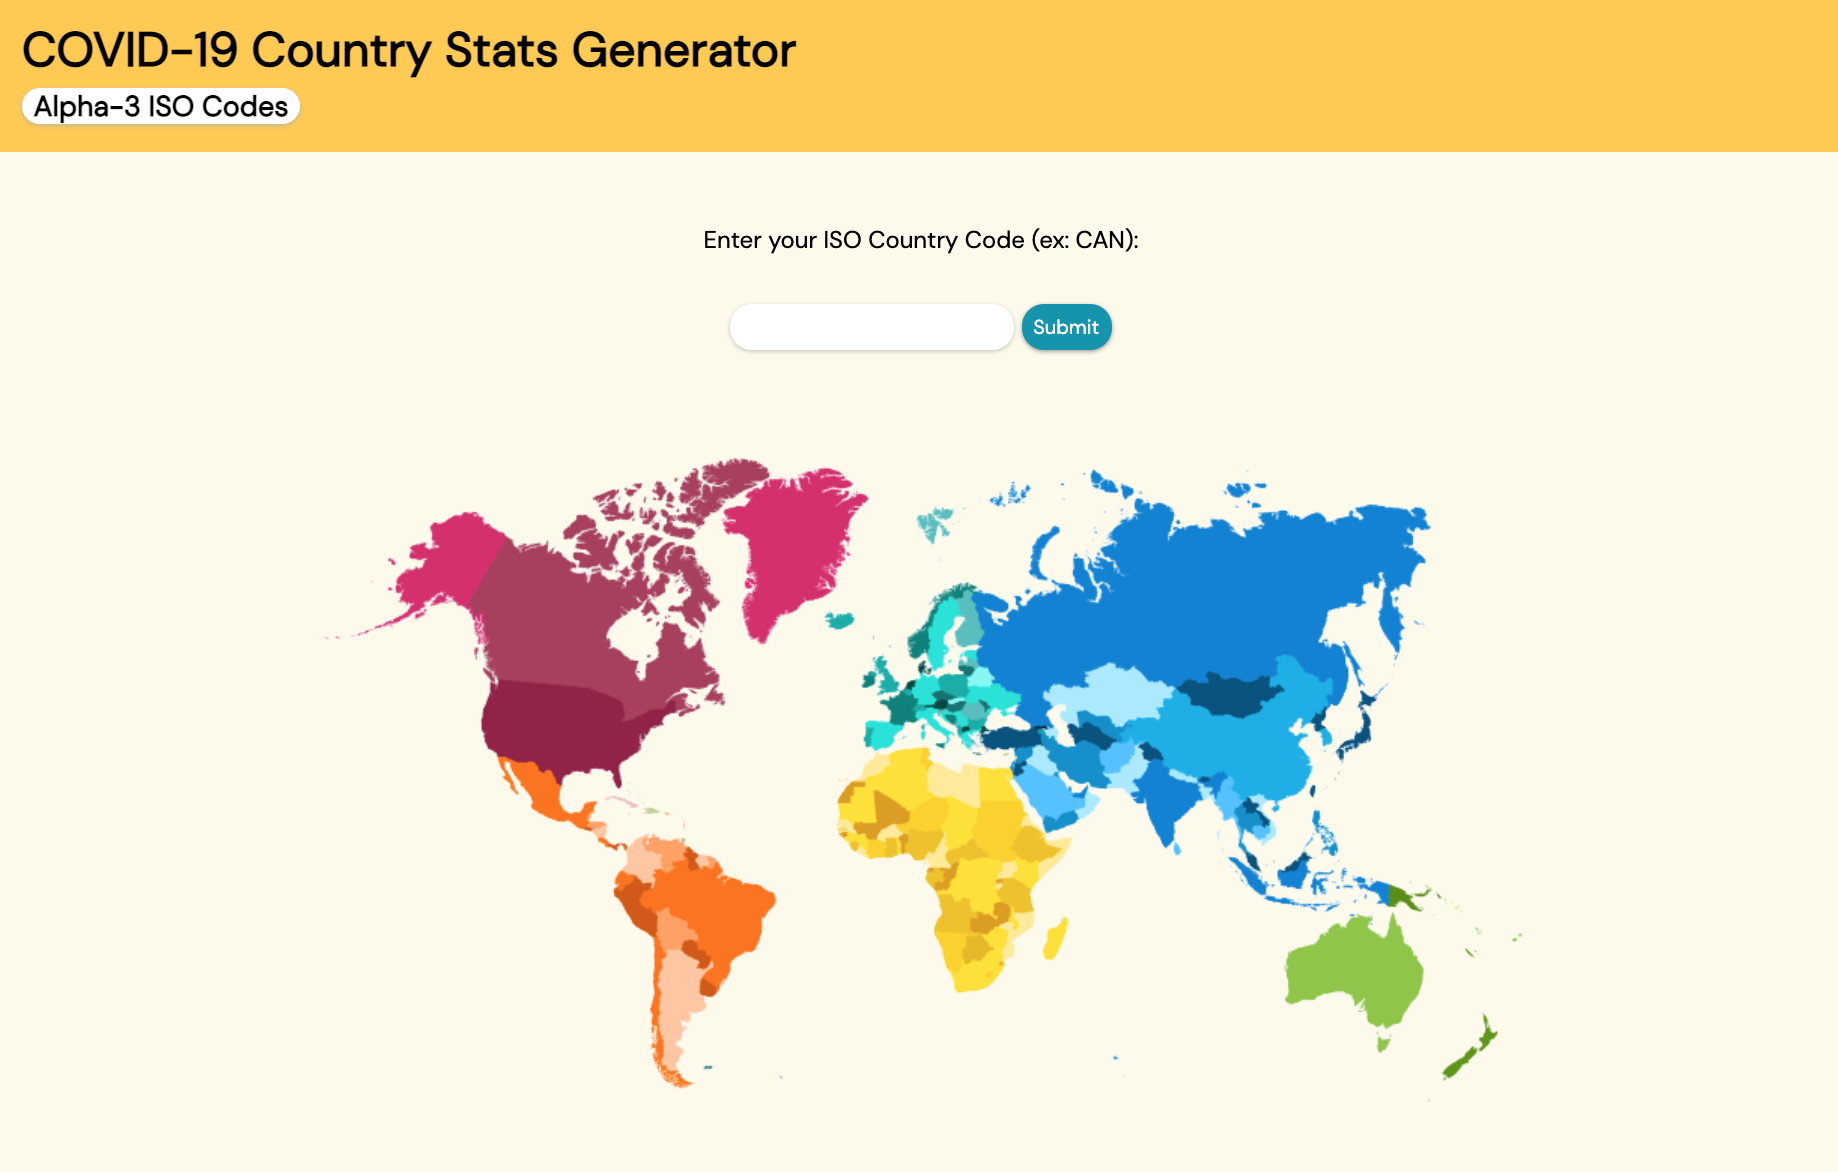 COVID-19 Country Stats Generator
Alpha-3 ISO Codes
Enter your ISO Country Code (ex: CAN):
Submit